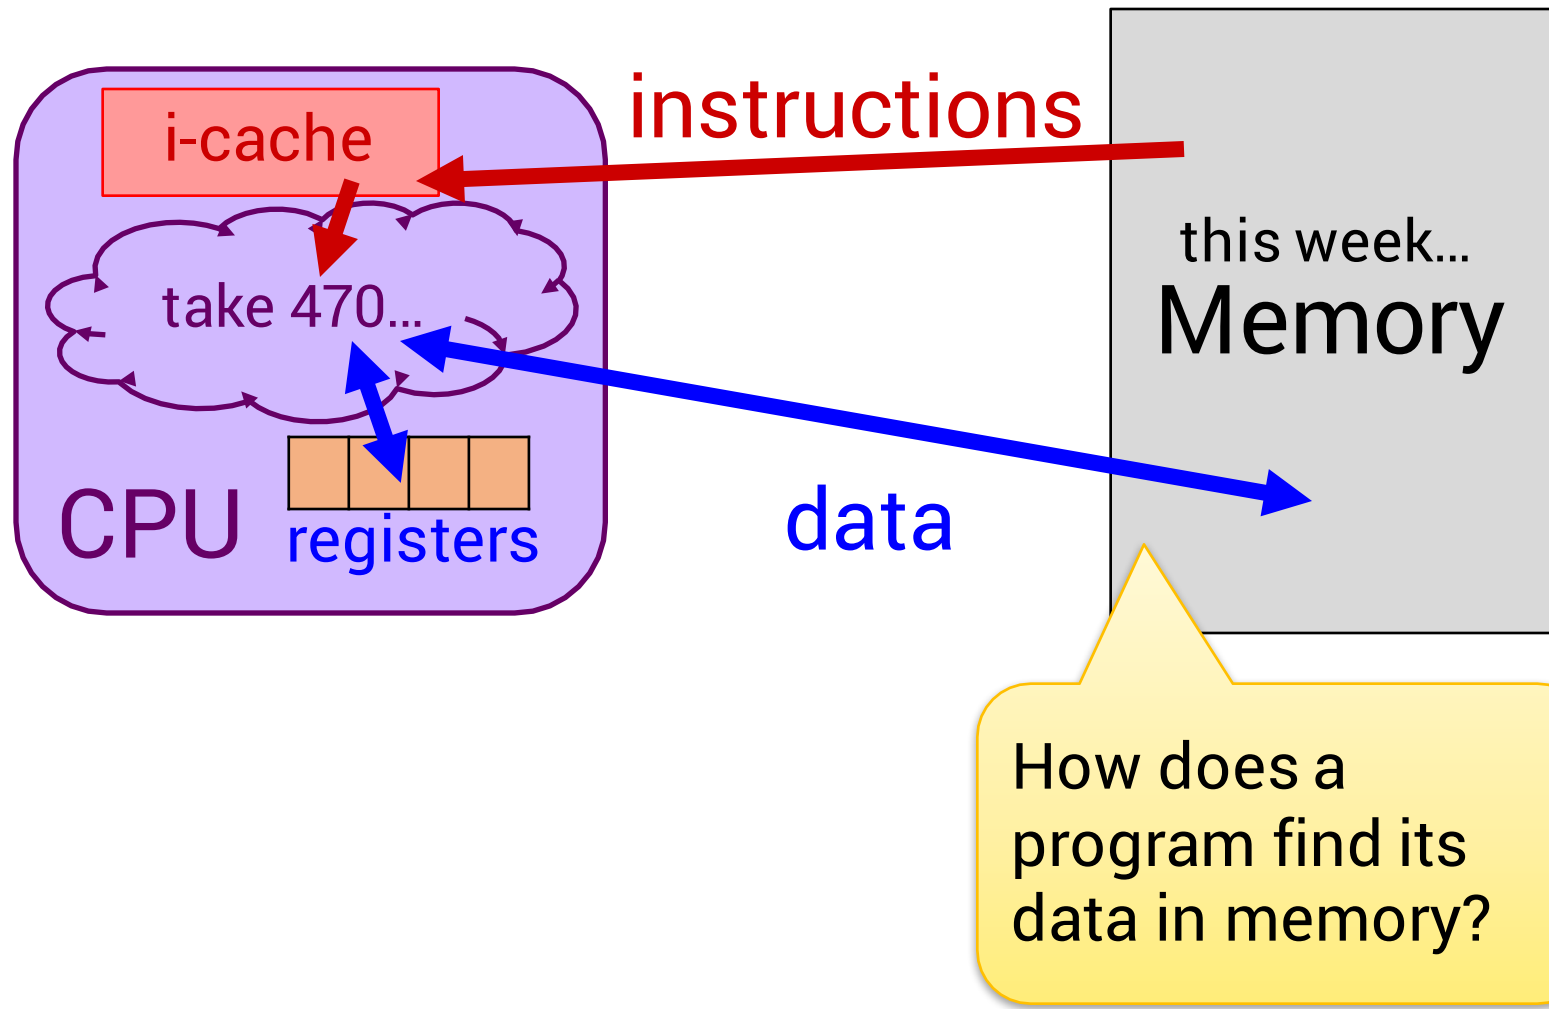 i-cache
instructions
take 470...
CPU
registers
data
this week...
Memory
How does a
program find its
data in memory?